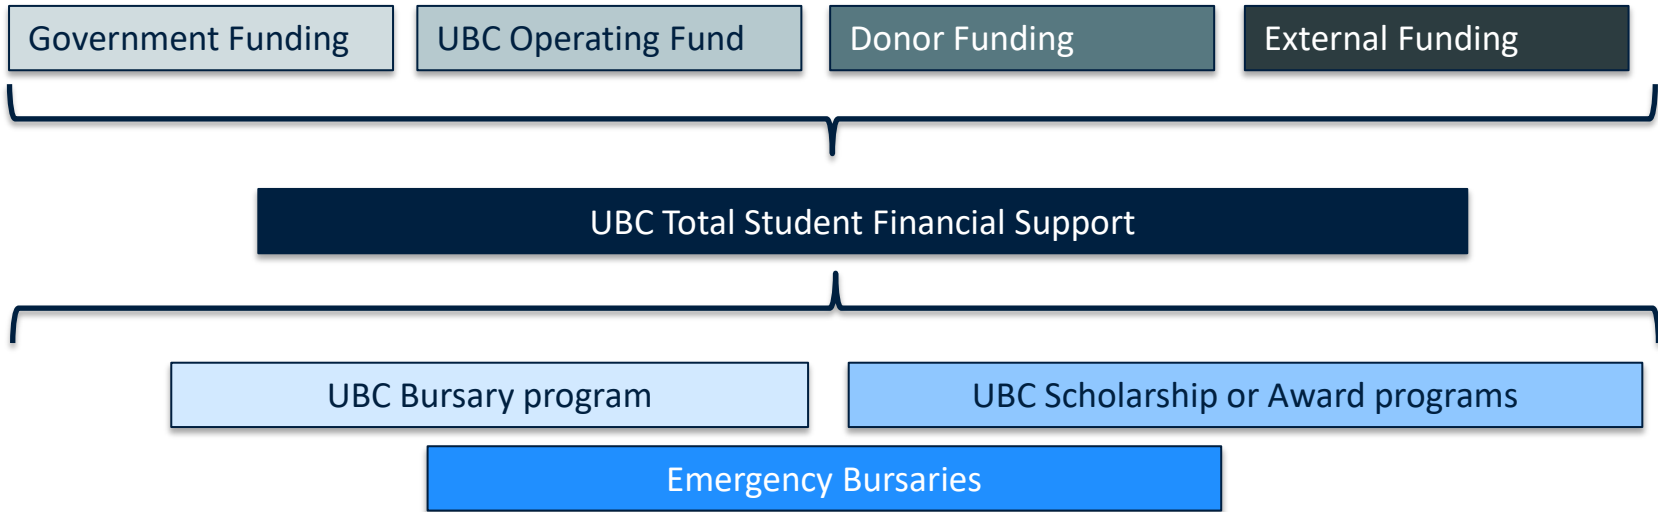 Government Funding
UBC Operating Fund
Donor Funding
External Funding
UBC Total Student Financial Support
UBC Bursary program
UBC Scholarship or Award programs
Emergency Bursaries